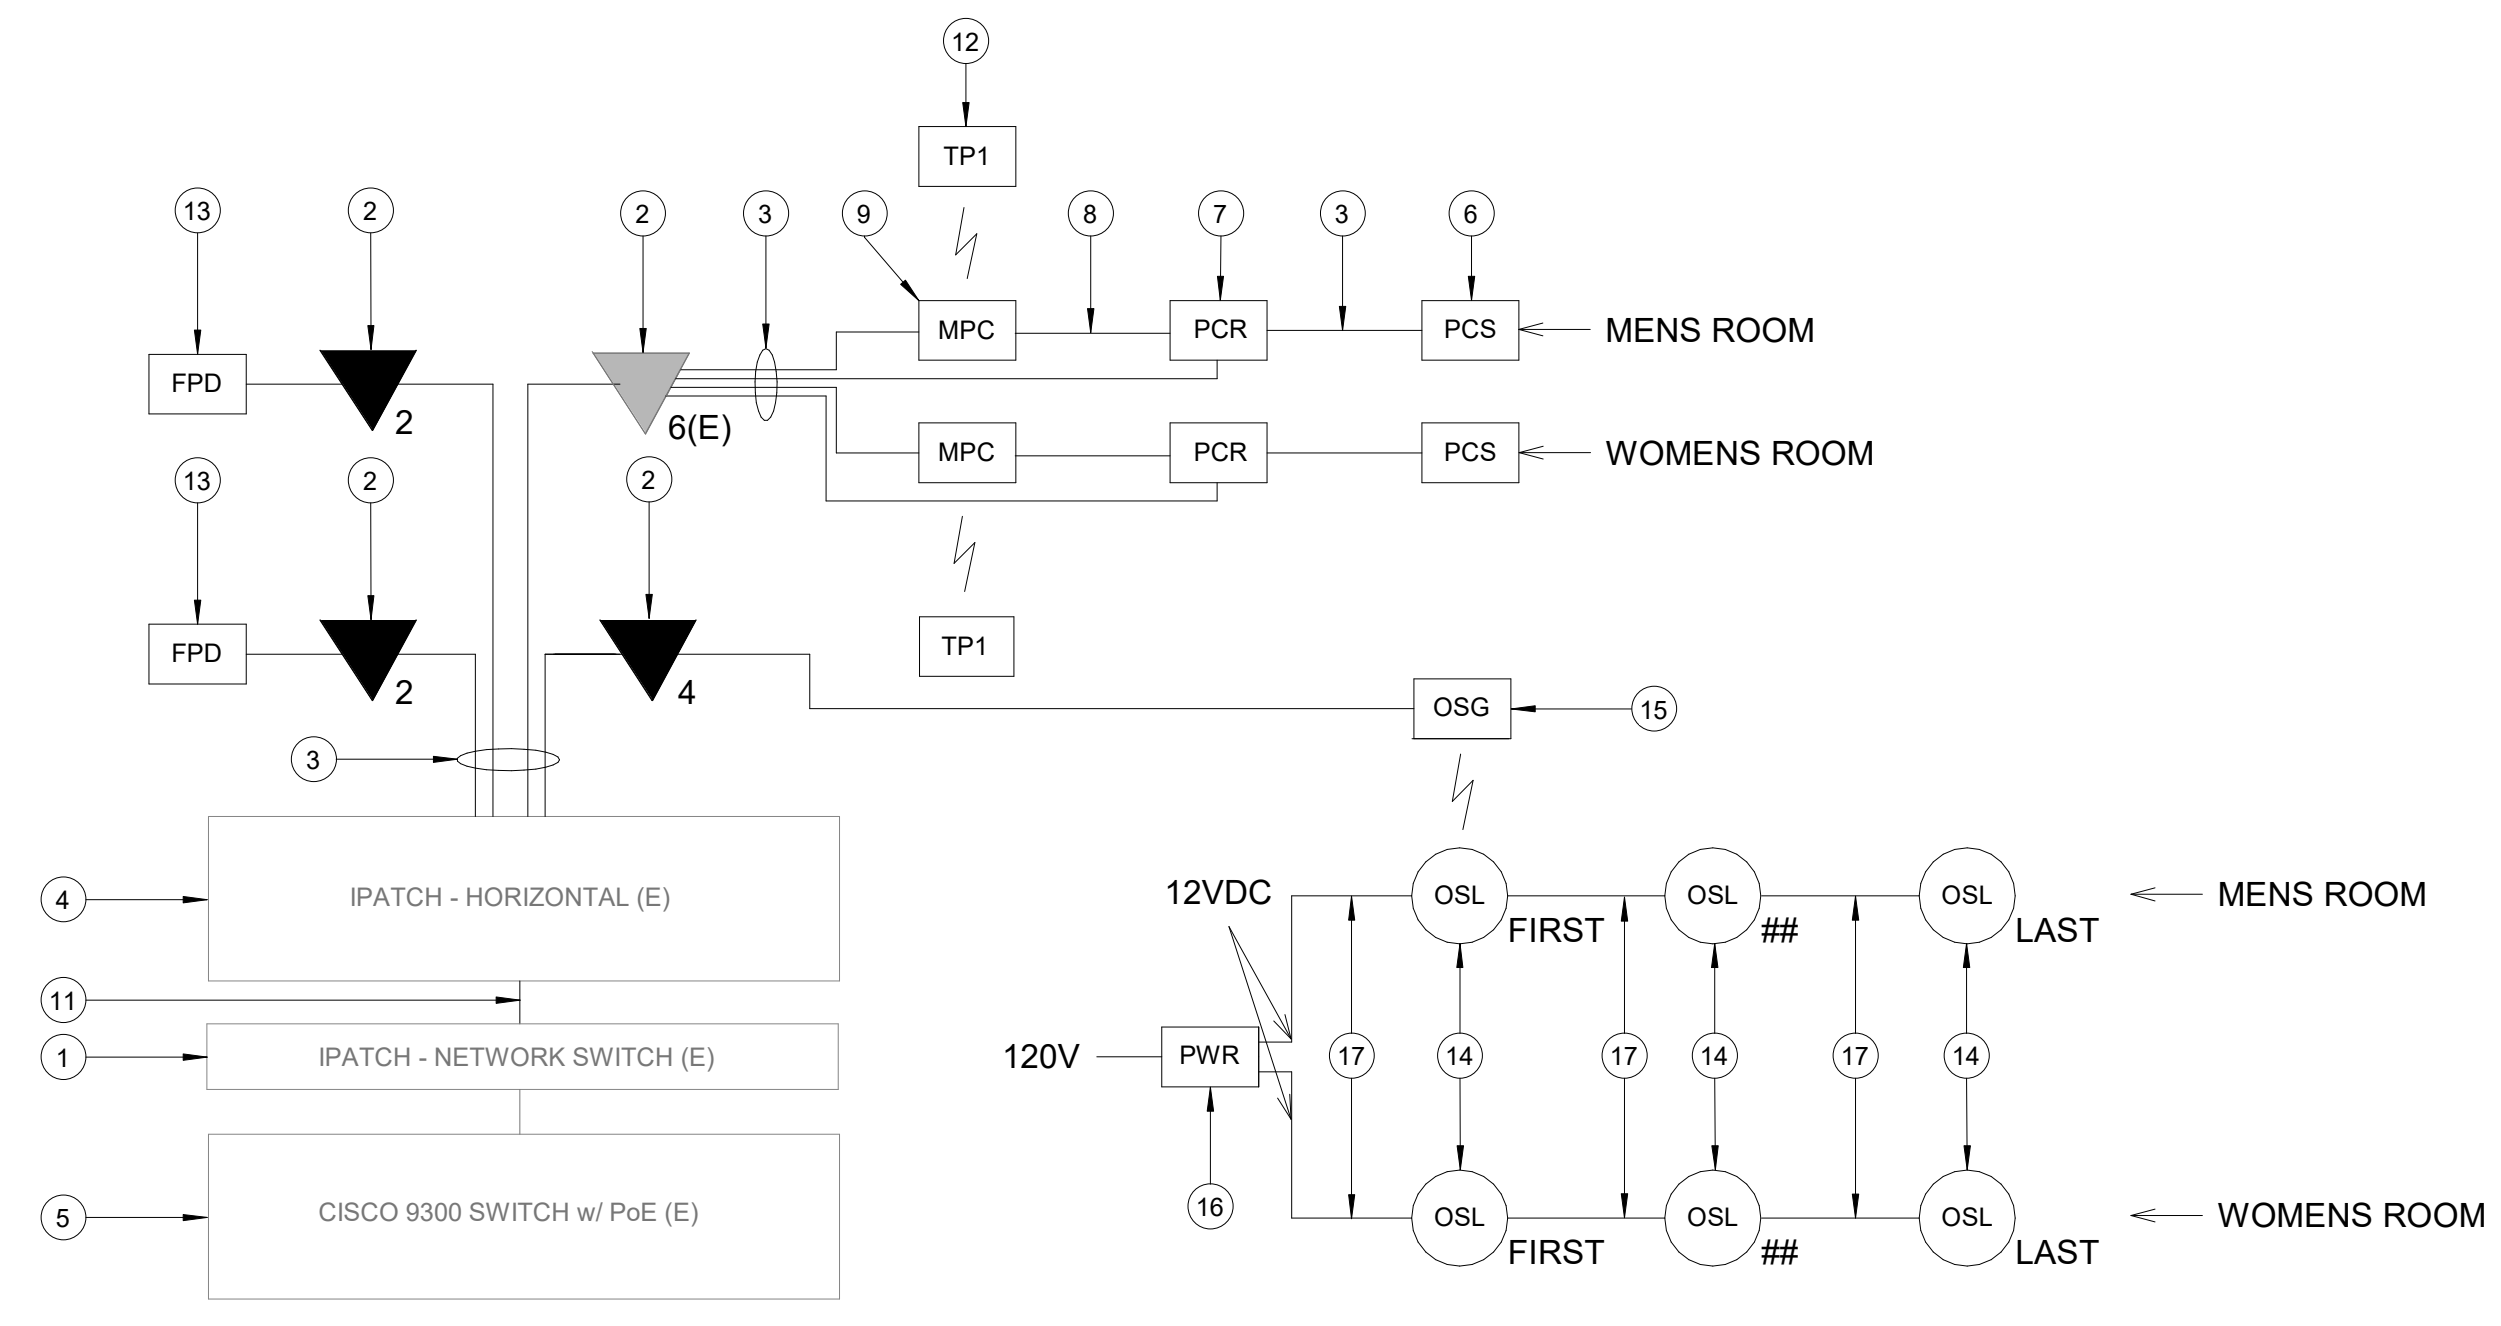 12
TP1
13
2
2
3
9
8
7
3
6
FPD
2
6(E)
MPC
PCR
PCS
MENS ROOM
MPC
PCR
PCS
WOMENS ROOM
13
2
2
FPD
2
4
TP1
OSG
15
3
IPATCH - HORIZONTAL (E)
4
11
IPATCH - NETWORK SWITCH (E)
1
CISCO 9300 SWITCH w/ PoE (E)
5
12VDC
OSL
FIRST
OSL
##
OSL
LAST
MENS ROOM
120V
PWR
17
14
17
14
17
14
16
OSL
FIRST
OSL
##
OSL
LAST
WOMENS ROOM